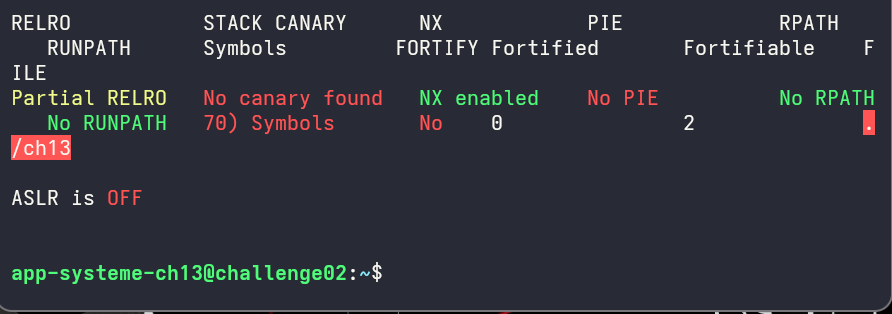 RELRO STACK CANARY NX PIE RPATH
RUNPATH Symbols FORTIFY Fortified Fortifiable F
ILE
Partial RELRO No canary found NX enabled No PIE No RPATH
No RUNPATH 70) Symbols No 0 2 .
/ch13
ASLR is OFF
app-systeme-ch13@challenge02:~$